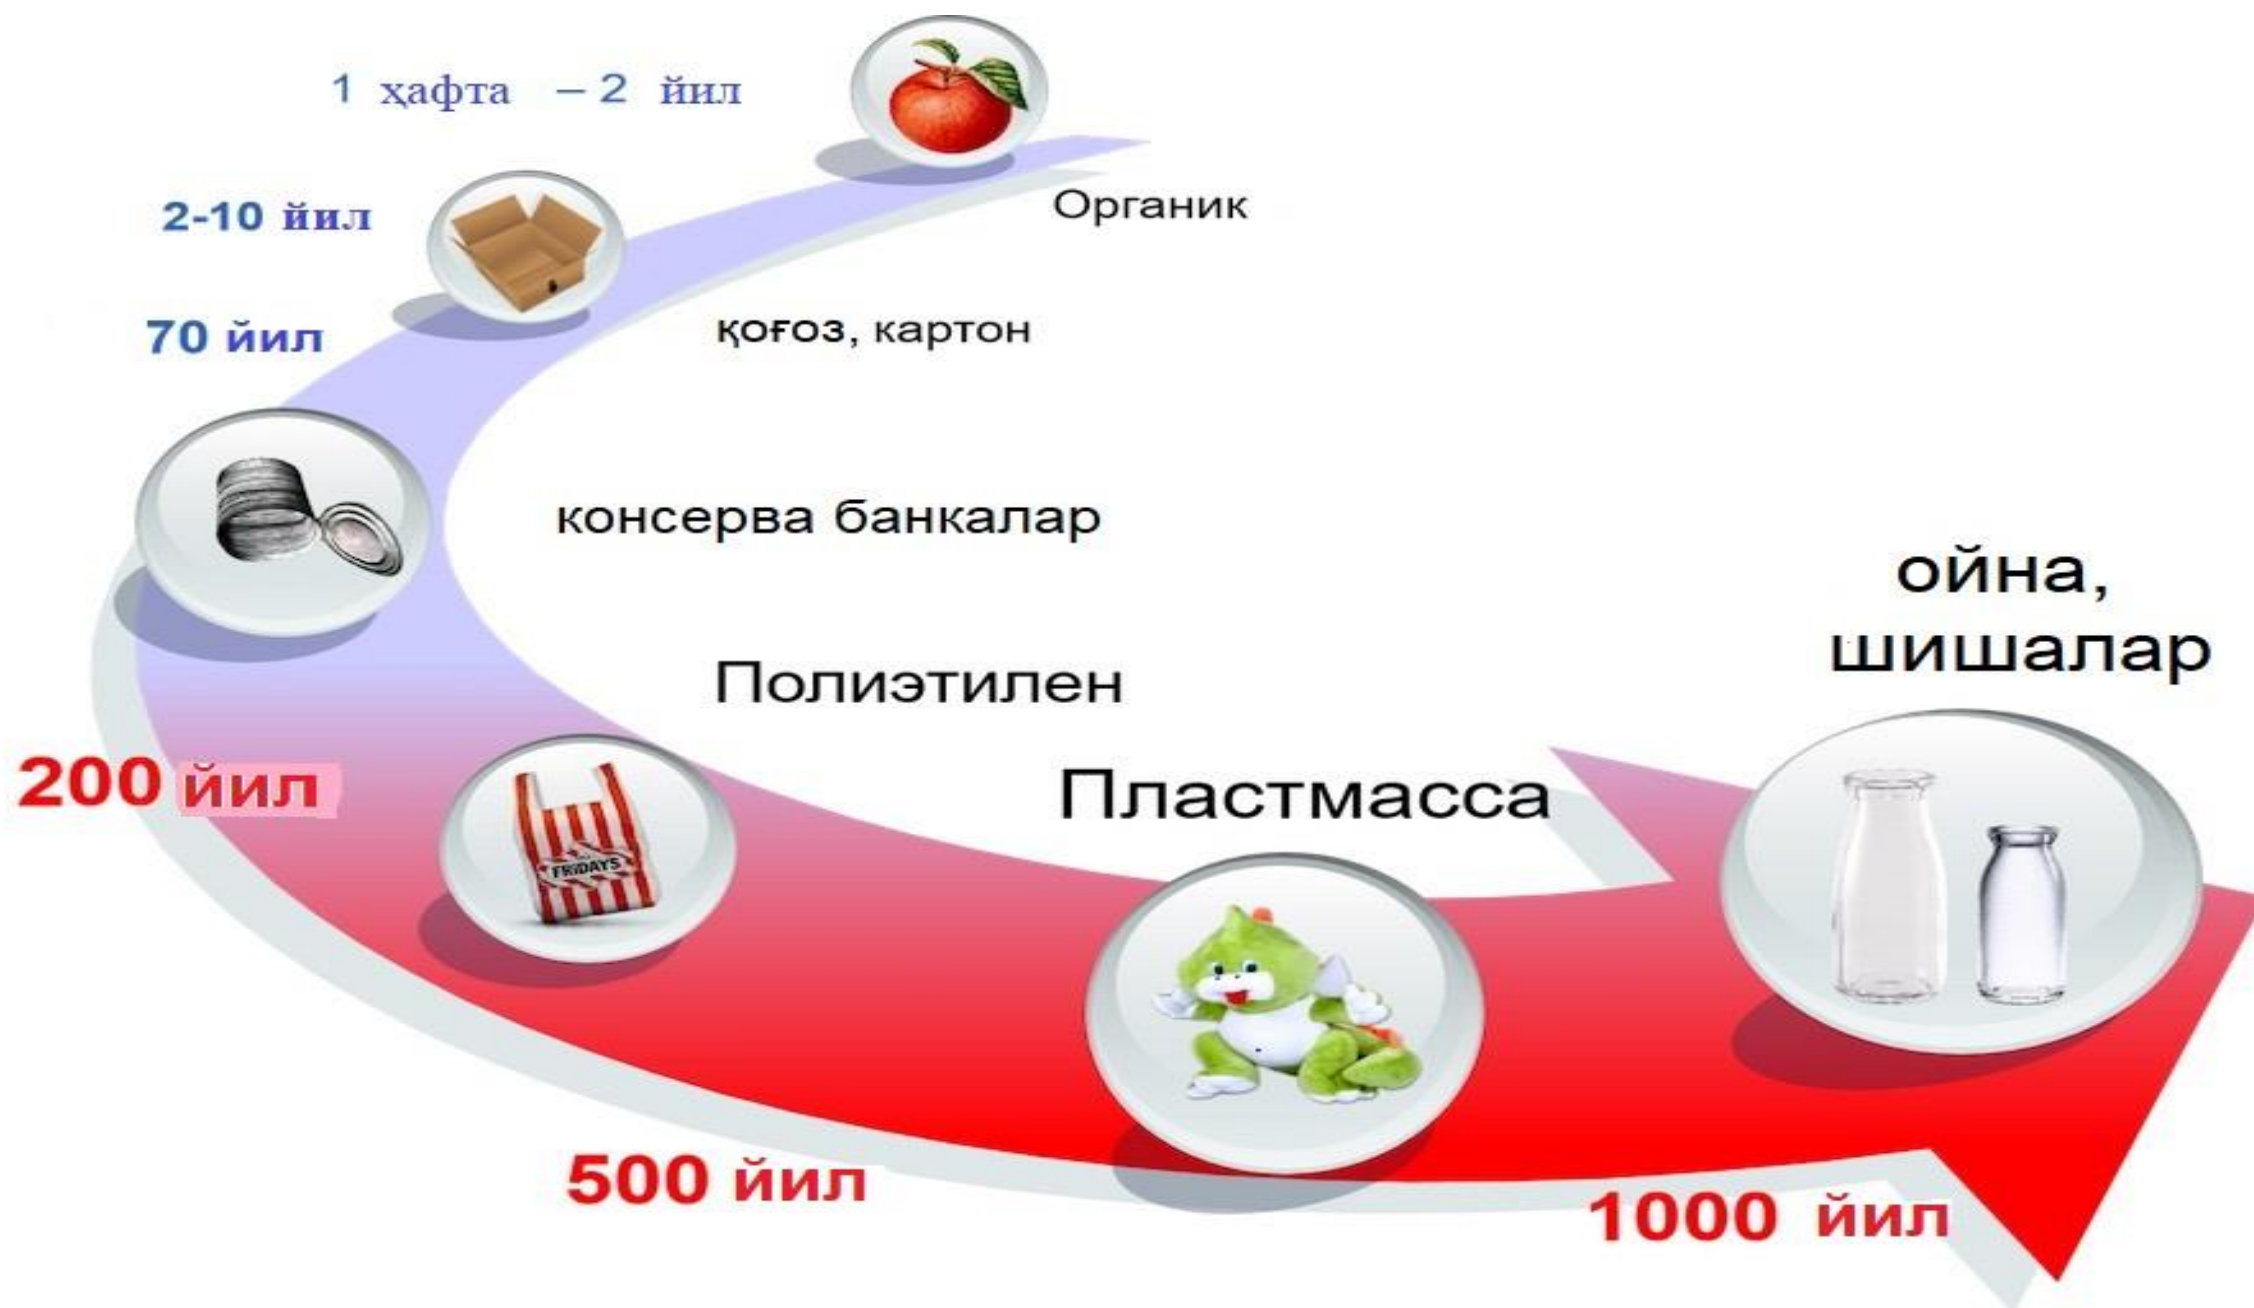 1 ҳафта – 2 йил
2-10 йил
Органик
70 йил
қоғоз, картон
консерва банкалар
ойна,
шишалар
Полиэтилен
200 йил
Пластмасса
FRiDAYS
500 йил
1000 йил